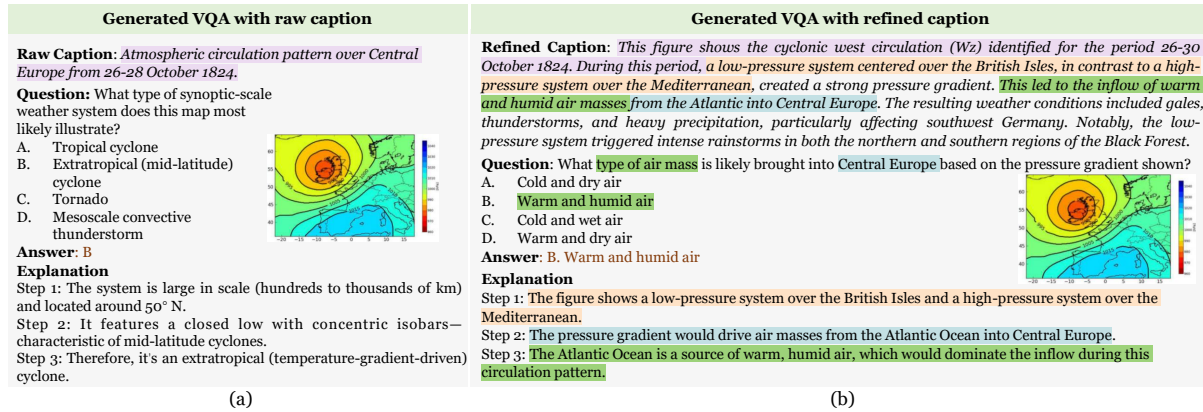 Generated VQA with raw caption
Raw Caption: Atmospheric circulation pattern over Central
Europe from 26-28 October 1824.
Question: What type of synoptic-scale
weather system does this map most
likely illustrate?
A. Tropical cyclone
B. Extratropical (mid-latitude)
cyclone
C. Tornado
D. Mesoscale convective
thunderstorm
Answer: B
Explanation
Step 1: The system is large in scale (hundreds to thousands of km)
and located around 50° N.
Step 2: It features a closed low with concentric isobars—
characteristic of mid-latitude cyclones.
Step 3: Therefore, it's an extratropical (temperature-gradient-driven)
cyclone.
(a)
Generated VQA with refined caption
Refined Caption: This figure shows the cyclonic west circulation (Wz) identified for the period 26-30
October 1824. During this period, a low-pressure system centered over the British Isles, in contrast to a high-
pressure system over the Mediterranean, created a strong pressure gradient. This led to the inflow of warm
and humid air masses from the Atlantic into Central Europe. The resulting weather conditions included gales,
thunderstorms, and heavy precipitation, particularly affecting southwest Germany. Notably, the low-
pressure system triggered intense rainstorms in both the northern and southern regions of the Black Forest.
Question: What type of air mass is likely brought into Central Europe based on the pressure gradient shown?
A. Cold and dry air
B. Warm and humid air
C. Cold and wet air
D. Warm and dry air
Answer: B. Warm and humid air
Explanation
Step 1: The figure shows a low-pressure system over the British Isles and a high-pressure system over the
Mediterranean.
Step 2: The pressure gradient would drive air masses from the Atlantic Ocean into Central Europe.
Step 3: The Atlantic Ocean is a source of warm, humid air, which would dominate the inflow during this
circulation pattern.
(b)